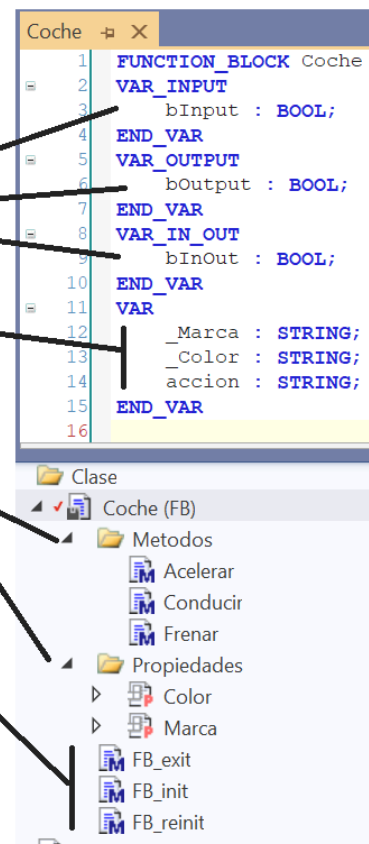 Coche
1 FUNCTION_BLOCK Coche
2 VAR_INPUT
3 bInput : BOOL;
4 END_VAR
5 VAR_OUTPUT
6 bOutput : BOOL;
7 END_VAR
8 VAR_IN_OUT
9 bInOut : BOOL;
10 END_VAR
11 VAR
12 _Marca : STRING;
13 _Color : STRING;
14 accion : STRING;
15 END_VAR
16
Clase
Coche (FB)
Metodos
M Acelerar
M Conducir
M Frenar
Propiedades
P Color
P Marca
M FB_exit
M FB_init
M FB_reinit